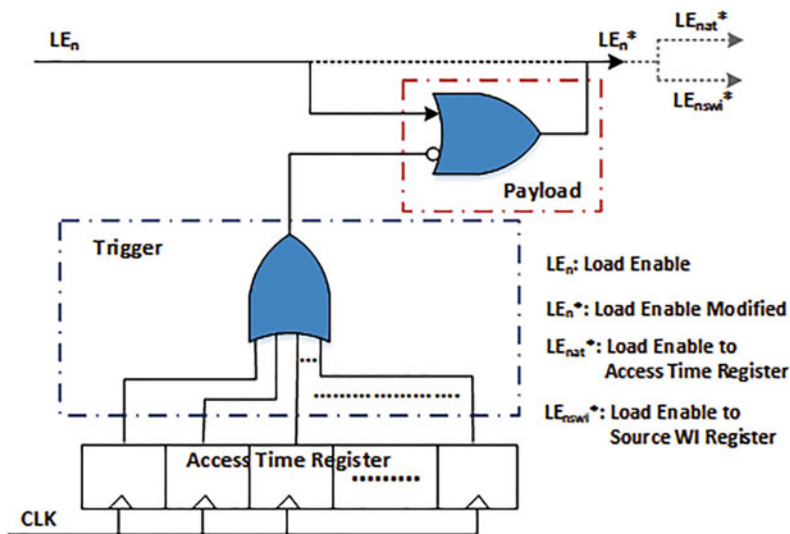 LEn
LEn*
LEnat*
LEnswi*
Payload
Trigger
LEn: Load Enable
LEn*: Load Enable Modified
LEnat*: Load Enable to
Access Time Register
LEnswi*: Load Enable to
Source WI Register
Access Time Register
CLK